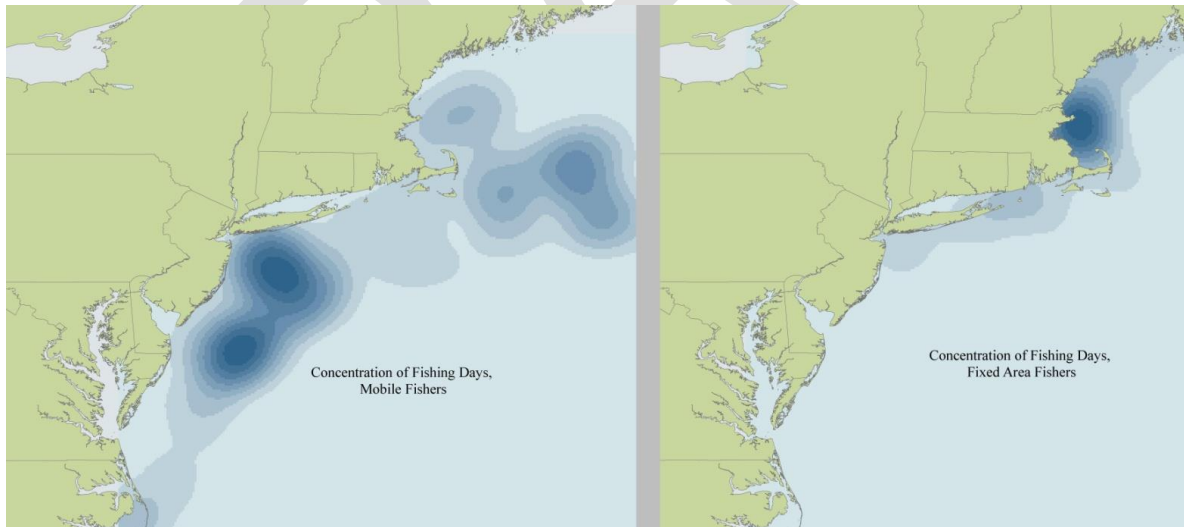 Concentration of Fishing Days,
Mobile Fishers
Concentration of Fishing Days,
Fixed Area Fishers